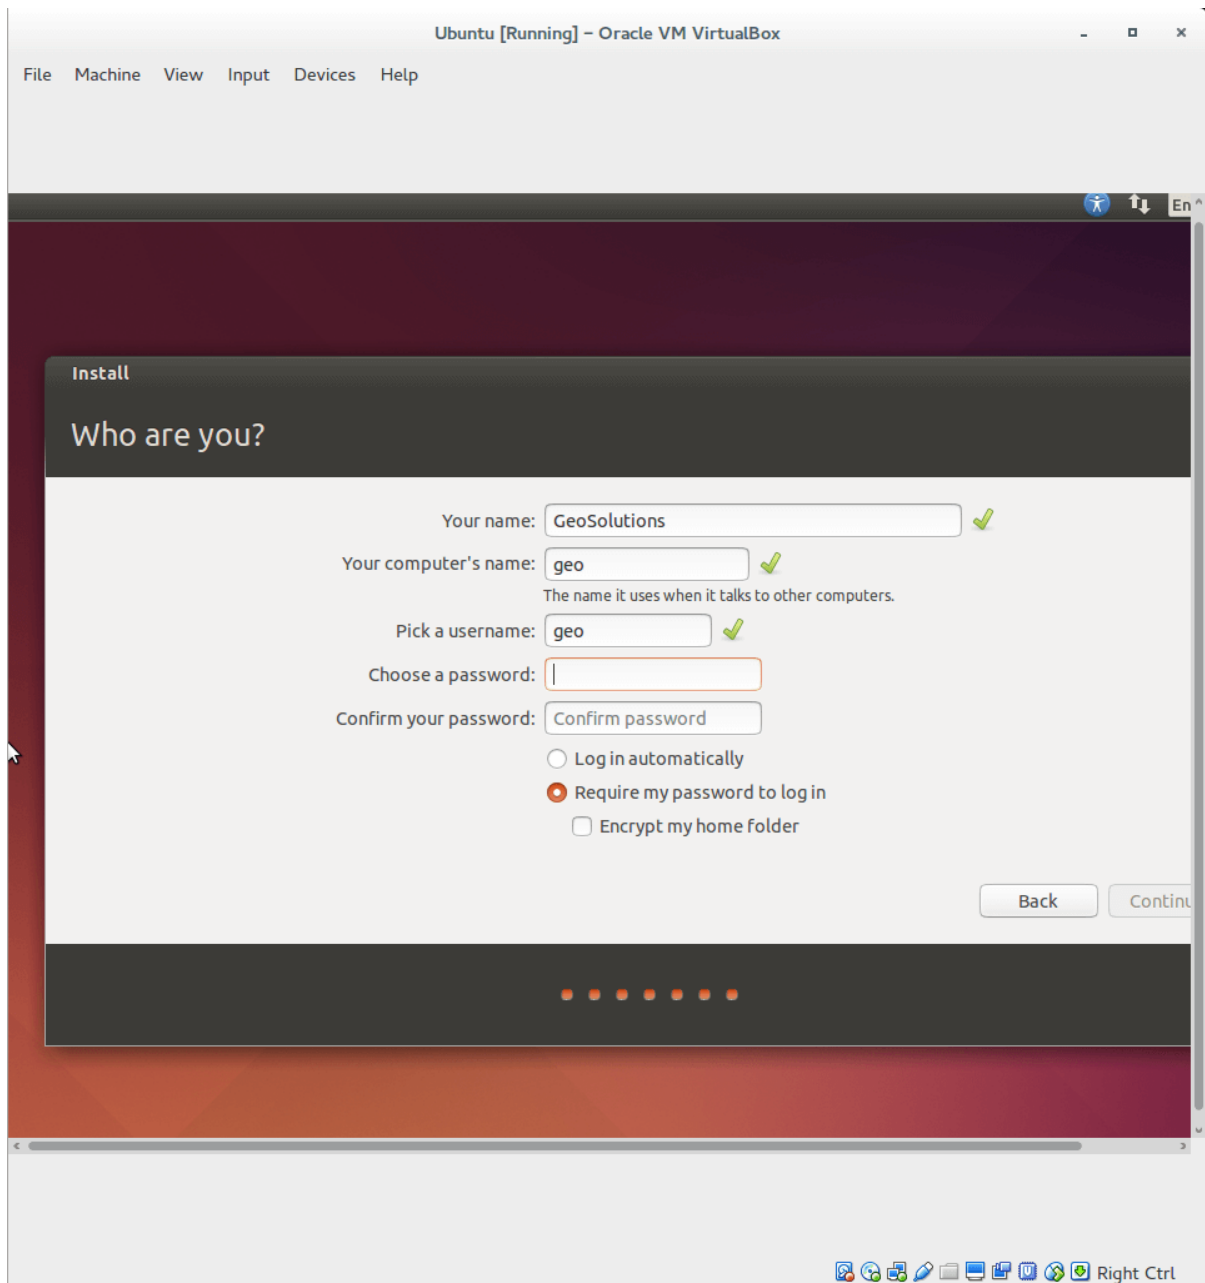 Ubuntu [Running] – Oracle VM VirtualBox
File Machine View Input Devices Help
En
Install
Who are you?
Your name: GeoSolutions
Your computer's name: geo
The name it uses when it talks to other computers.
Pick a username: geo
Choose a password:
Confirm your password: Confirm password
Log in automatically
Require my password to log in
Encrypt my home folder
Back Continu
Right Ctrl